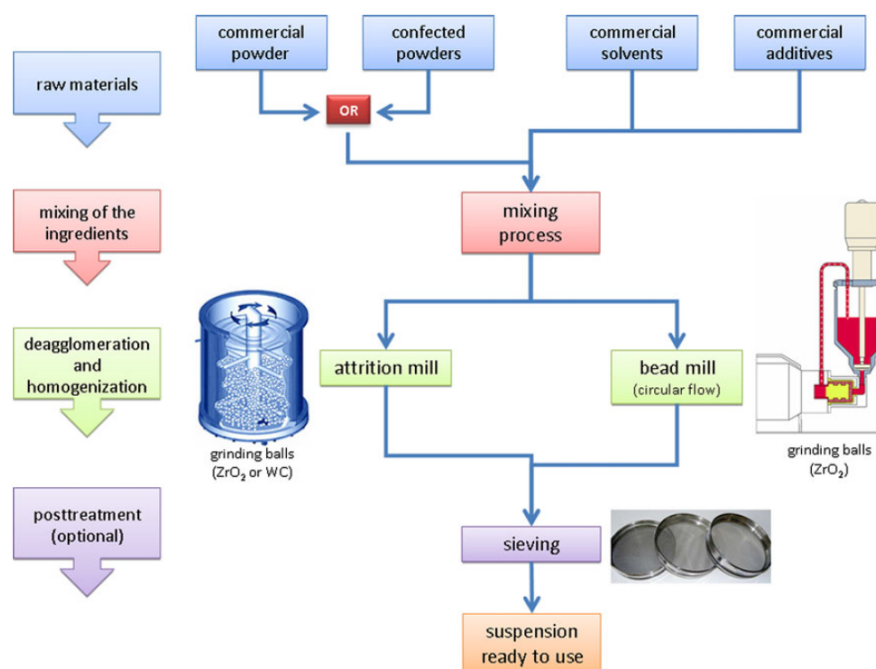 commercial
powder
confected
powders
commercial
solvents
commercial
additives
raw materials
OR
mixing of the
ingredients
mixing
process
deagglomeration
and
homogenization
attrition mill
bead mill
(circular flow)
grinding balls
(ZrO₂ or WC)
grinding balls
(ZrO₂)
posttreatment
(optional)
sieving
suspension
ready to use